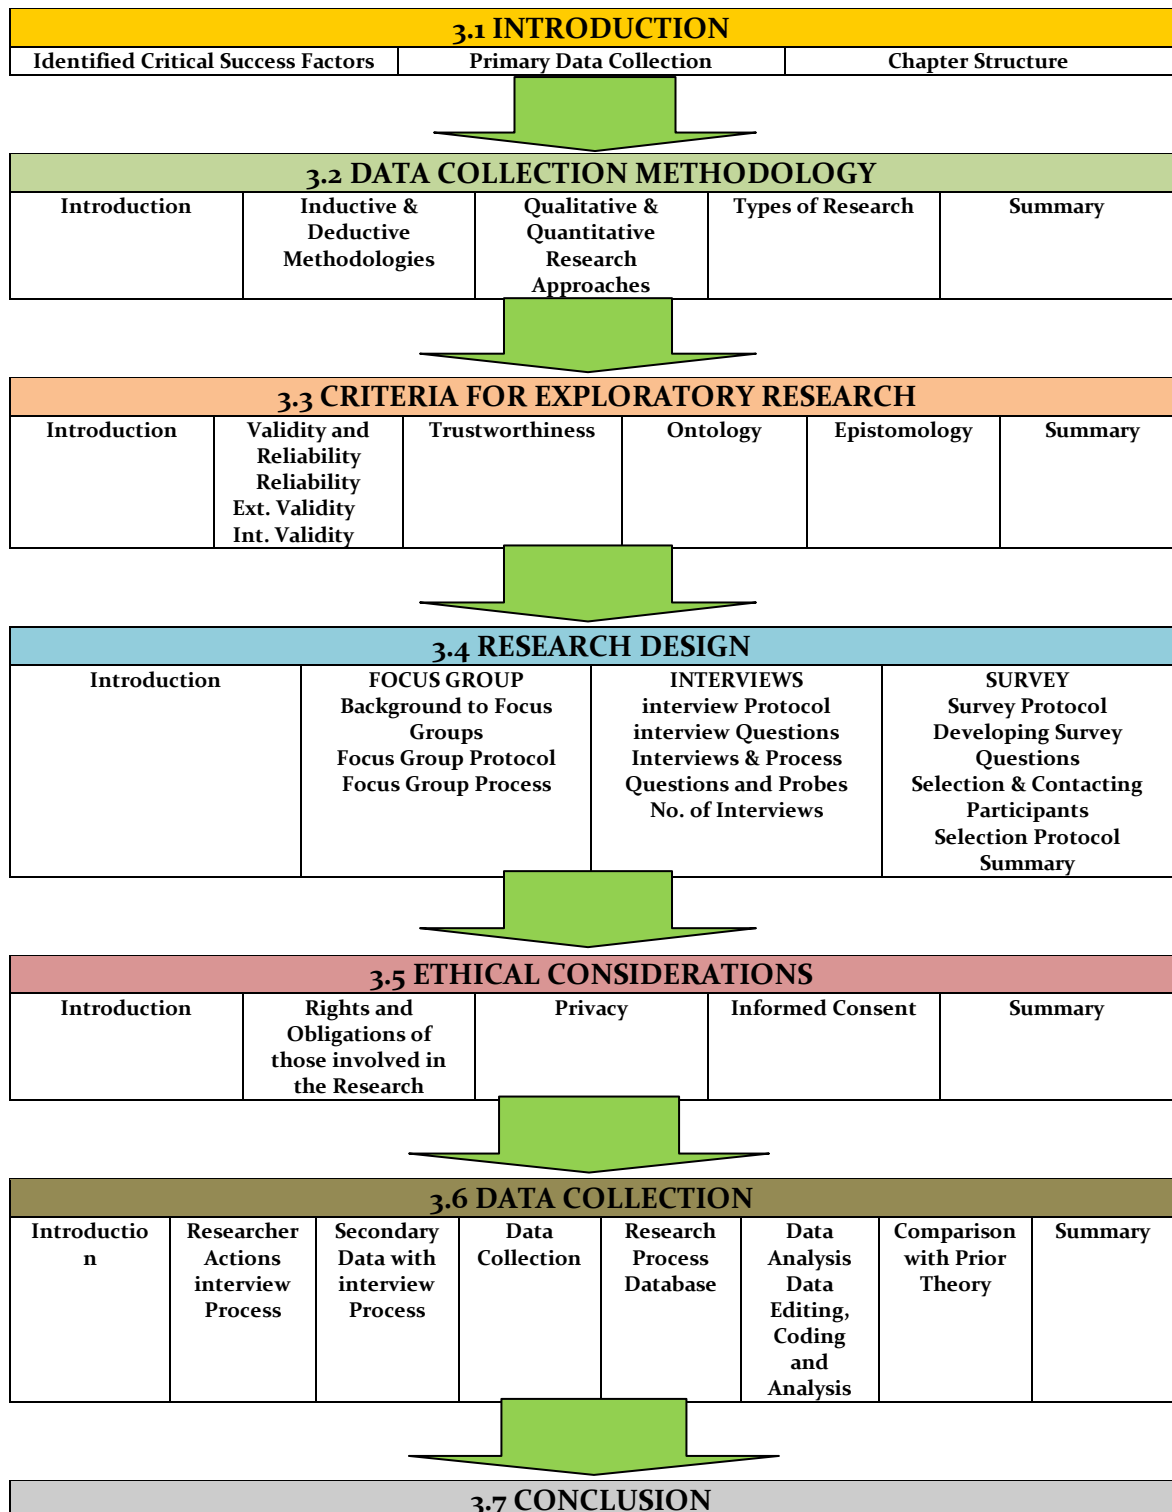 3.1 INTRODUCTION
Identified Critical Success Factors
Primary Data Collection
Chapter Structure
3.2 DATA COLLECTION METHODOLOGY
Introduction
Inductive &
Deductive
Methodologies
Qualitative &
Quantitative
Research
Approaches
Types of Research
Summary
3.3 CRITERIA FOR EXPLORATORY RESEARCH
Introduction
Validity and
Reliability
Reliability
Ext. Validity
Int. Validity
Trustworthiness
Ontology
Epistomology
Summary
3.4 RESEARCH DESIGN
Introduction
FOCUS GROUP
Background to Focus
Groups
Focus Group Protocol
Focus Group Process
INTERVIEWS
interview Protocol
interview Questions
Interviews & Process
Questions and Probes
No. of Interviews
SURVEY
Survey Protocol
Developing Survey
Questions
Selection & Contacting
Participants
Selection Protocol
Summary
3.5 ETHICAL CONSIDERATIONS
Introduction
Rights and
Obligations of
those involved in
the Research
Privacy
Informed Consent
Summary
3.6 DATA COLLECTION
Introductio
n
Researcher
Actions
interview
Process
Secondary
Data with
interview
Process
Data
Collection
Research
Process
Database
Data
Analysis
Data
Editing,
Coding
and
Analysis
Comparison
with Prior
Theory
Summary
3.7 CONCLUSION